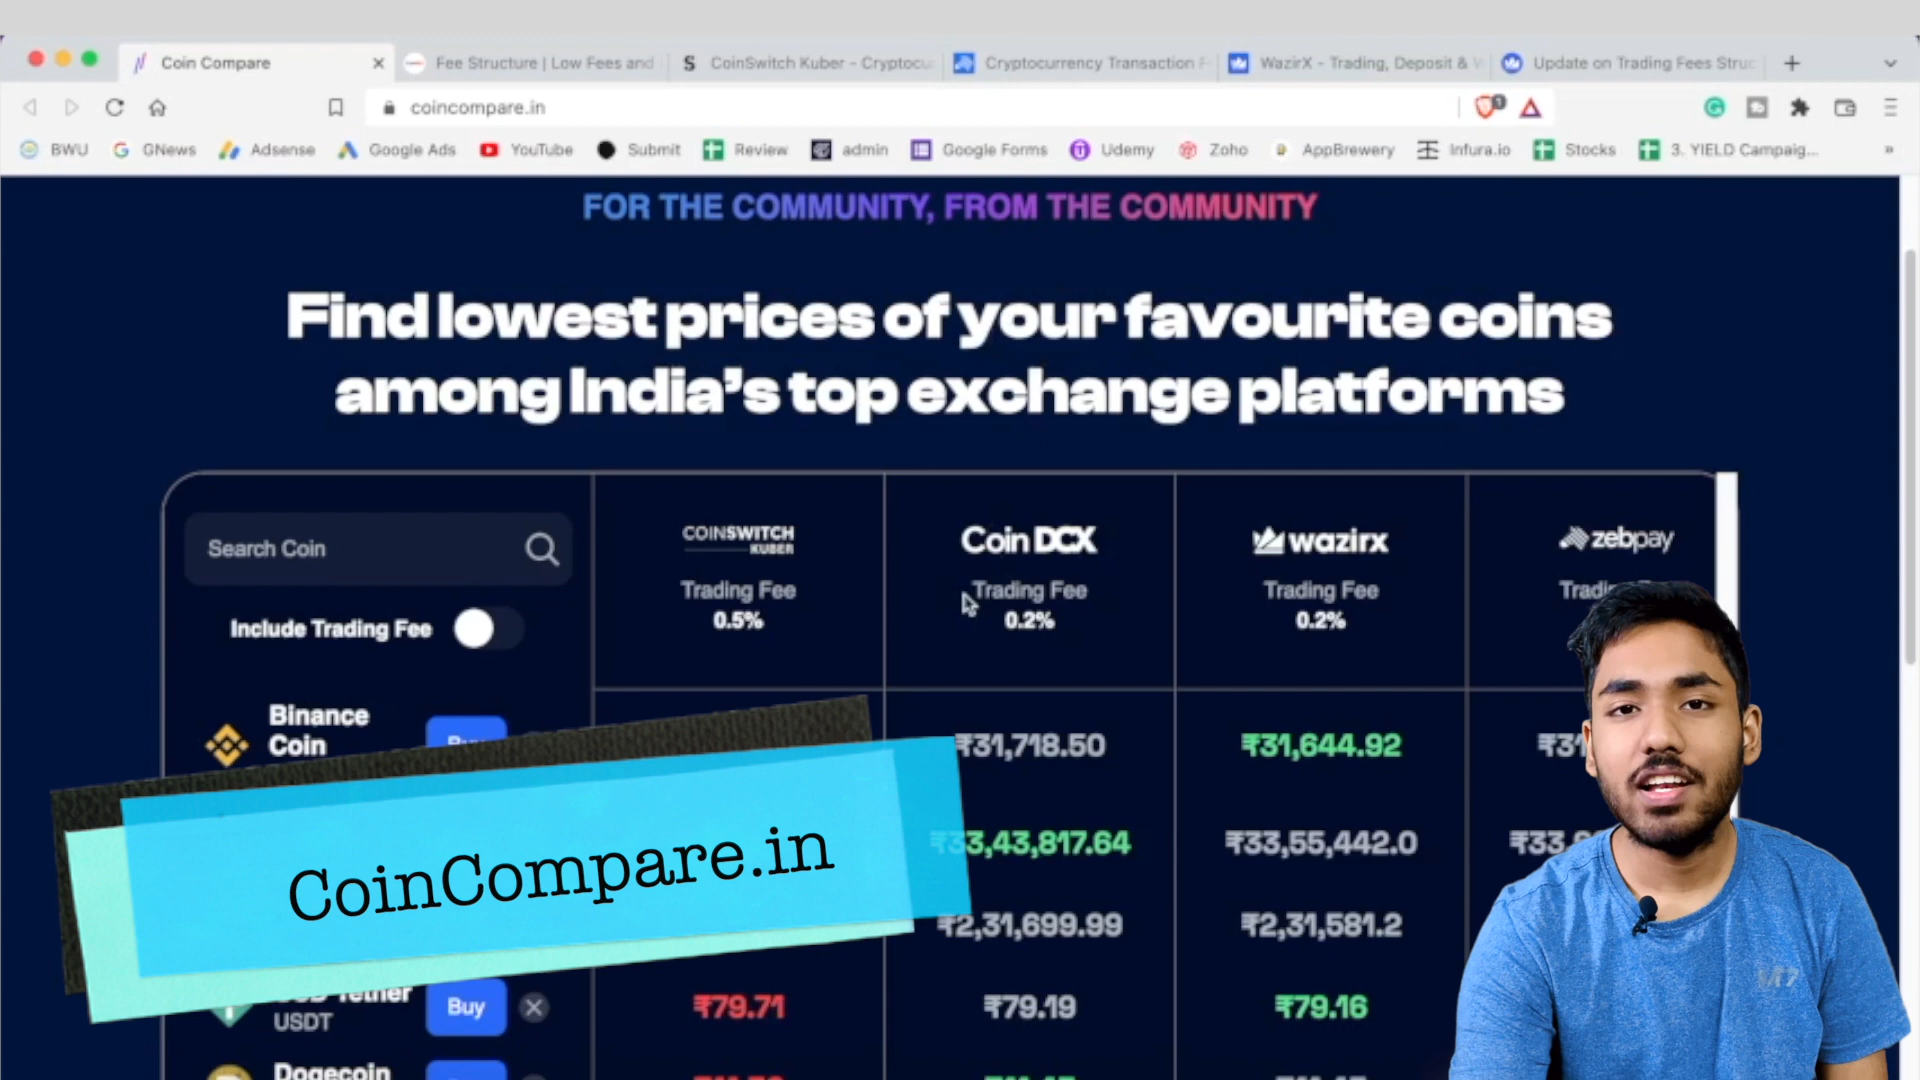 Coin Compare
Fee Structure | Low Fees and
CoinSwitch Kuber - Cryptocu
Cryptocurrency Transaction F
WazirX - Trading, Deposit & W
Update on Trading Fees Struc
coincompare.in
BWU
GNews
Adsense
Google Ads
YouTube
Submit
Review
admin
Google Forms
Udemy
Zoho
AppBrewery
Infura.io
Stocks
3. YIELD Campaig...
FOR THE COMMUNITY, FROM THE COMMUNITY
Find lowest prices of your favourite coins
among India's top exchange platforms
Search Coin
Include Trading Fee
COINSWITCH
KUBER
Trading Fee
0.5%
CoinDCX
Trading Fee
0.2%
wazirx
Trading Fee
0.2%
zebpay
Binance
Coin
Buy
₹31,718.50
₹31,644.92
₹31
₹33,43,817.64
₹33,55,442.0
₹2,31,699.99
₹2,31,581.2
CoinCompare.in
USD Tether
USDT
Buy
₹79.71
₹79.19
₹79.16
Dogecoin